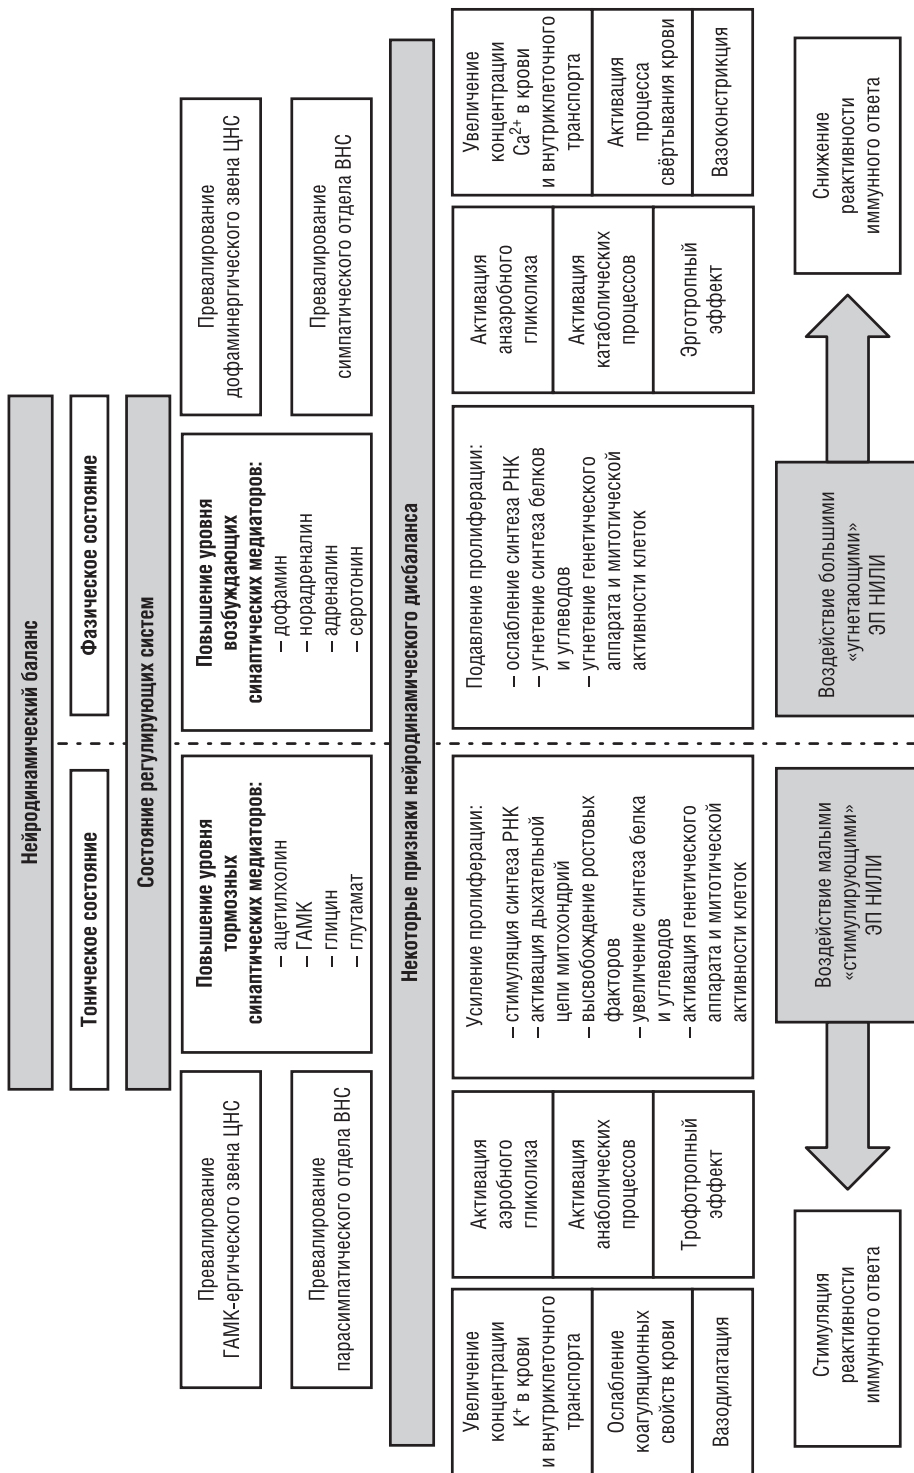 Нейродинамический баланс
Тоническое состояние
Фазическое состояние
Состояние регулирующих систем
Превалирование
ГАМК-ергического звена ЦНС
Превалирование
парасимпатического отдела ВНС
Повышение уровня
тормозных
синаптических медиаторов:
– ацетилхолин
– ГАМК
– глицин
– глутамат
Повышение уровня
возбуждающих
синаптических медиаторов:
– дофамин
– норадреналин
– адреналин
– серотонин
Превалирование
дофаминергического звена ЦНС
Превалирование
симпатического отдела ВНС
Некоторые признаки нейродинамического дисбаланса
Увеличение
концентрации
K⁺ в крови
и внутриклеточного
транспорта
Ослабление
коагуляционных
свойств крови
Вазодилатация
Активация
аэробного
гликолиза
Активация
анаболических
процессов
Трофотропный
эффект
Усиление пролиферации:
– стимуляция синтеза РНК
– активация дыхательной
цепи митохондрий
– высвобождение ростовых
факторов
– увеличение синтеза белка
и углеводов
– активация генетического
аппарата и митотической
активности клеток
Подавление пролиферации:
– ослабление синтеза РНК
– угнетение синтеза белков
и углеводов
– угнетение генетического
аппарата и митотической
активности клеток
Активация
анаэробного
гликолиза
Активация
катаболических
процессов
Эрготропный
эффект
Увеличение
концентрации
Ca²⁺ в крови
и внутриклеточного
транспорта
Активация
процесса
свёртывания крови
Вазоконстрикция
Стимуляция
реактивности
иммунного ответа
Воздействие малыми
«стимулирующими»
ЭП НИЛИ
Воздействие большими
«угнетающими»
ЭП НИЛИ
Снижение
реактивности
иммунного ответа